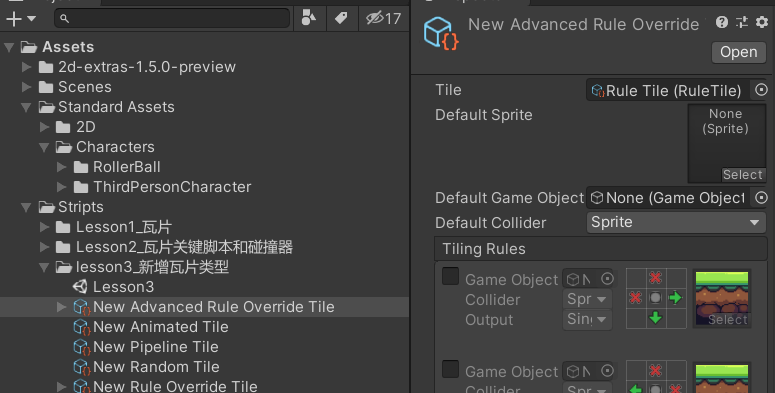 17
Assets
2d-extras-1.5.0-preview
Scenes
Standard Assets
2D
Characters
RollerBall
ThirdPersonCharacter
Stripts
Lesson1_瓦片
Lesson2_瓦片关键脚本和碰撞器
lesson3_新增瓦片类型
Lesson3
New Advanced Rule Override Tile
New Animated Tile
New Pipeline Tile
New Random Tile
New Rule Override Tile
New Advanced Rule Override
Open
Tile Rule Tile (RuleTile)
Default Sprite None
(Sprite)
Select
Default Game Object None (Game Object
Default Collider Sprite
Tiling Rules
Game Object N
Collider Spr
Output Sin
Select
Game Object N
Collider Spr